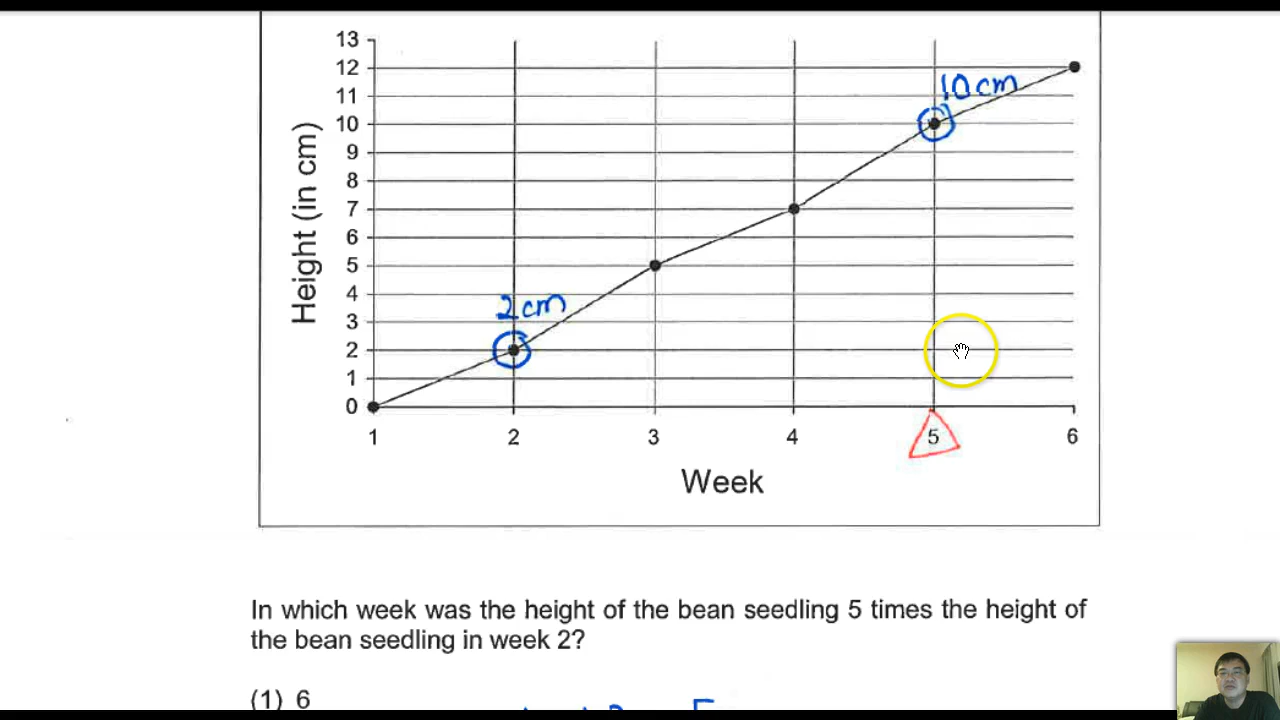 13
12
11
10
9
8
7
6
5
4
3
2
1
0
Height (in cm)
10cm
2cm
1 2 3 4 5 6
Week
In which week was the height of the bean seedling 5 times the height of
the bean seedling in week 2?
(1) 6